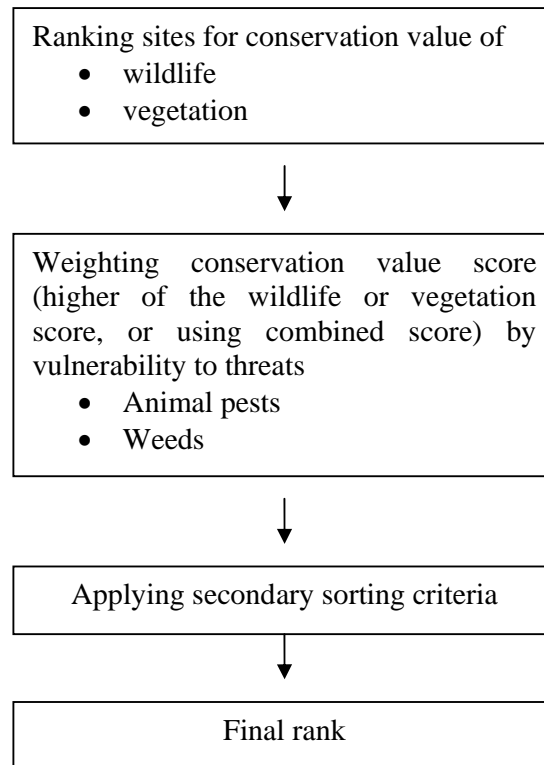 Ranking sites for conservation value of
• wildlife
• vegetation
Weighting conservation value score
(higher of the wildlife or vegetation
score, or using combined score) by
vulnerability to threats
• Animal pests
• Weeds
Applying secondary sorting criteria
Final rank